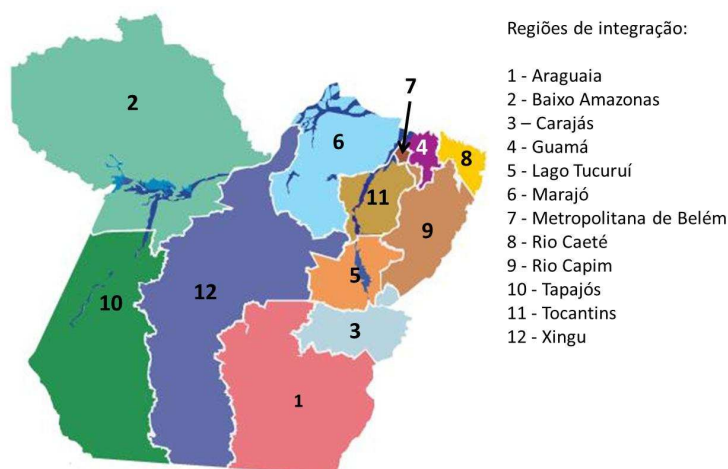 Regiões de integração:
1 - Araguaia
2 - Baixo Amazonas
3 – Carajás
4 - Guamá
5 - Lago Tucuruí
6 - Marajó
7 - Metropolitana de Belém
8 - Rio Caeté
9 - Rio Capim
10 - Tapajós
11 - Tocantins
12 - Xingu
7
2
6
4
8
11
9
5
12
10
3
1